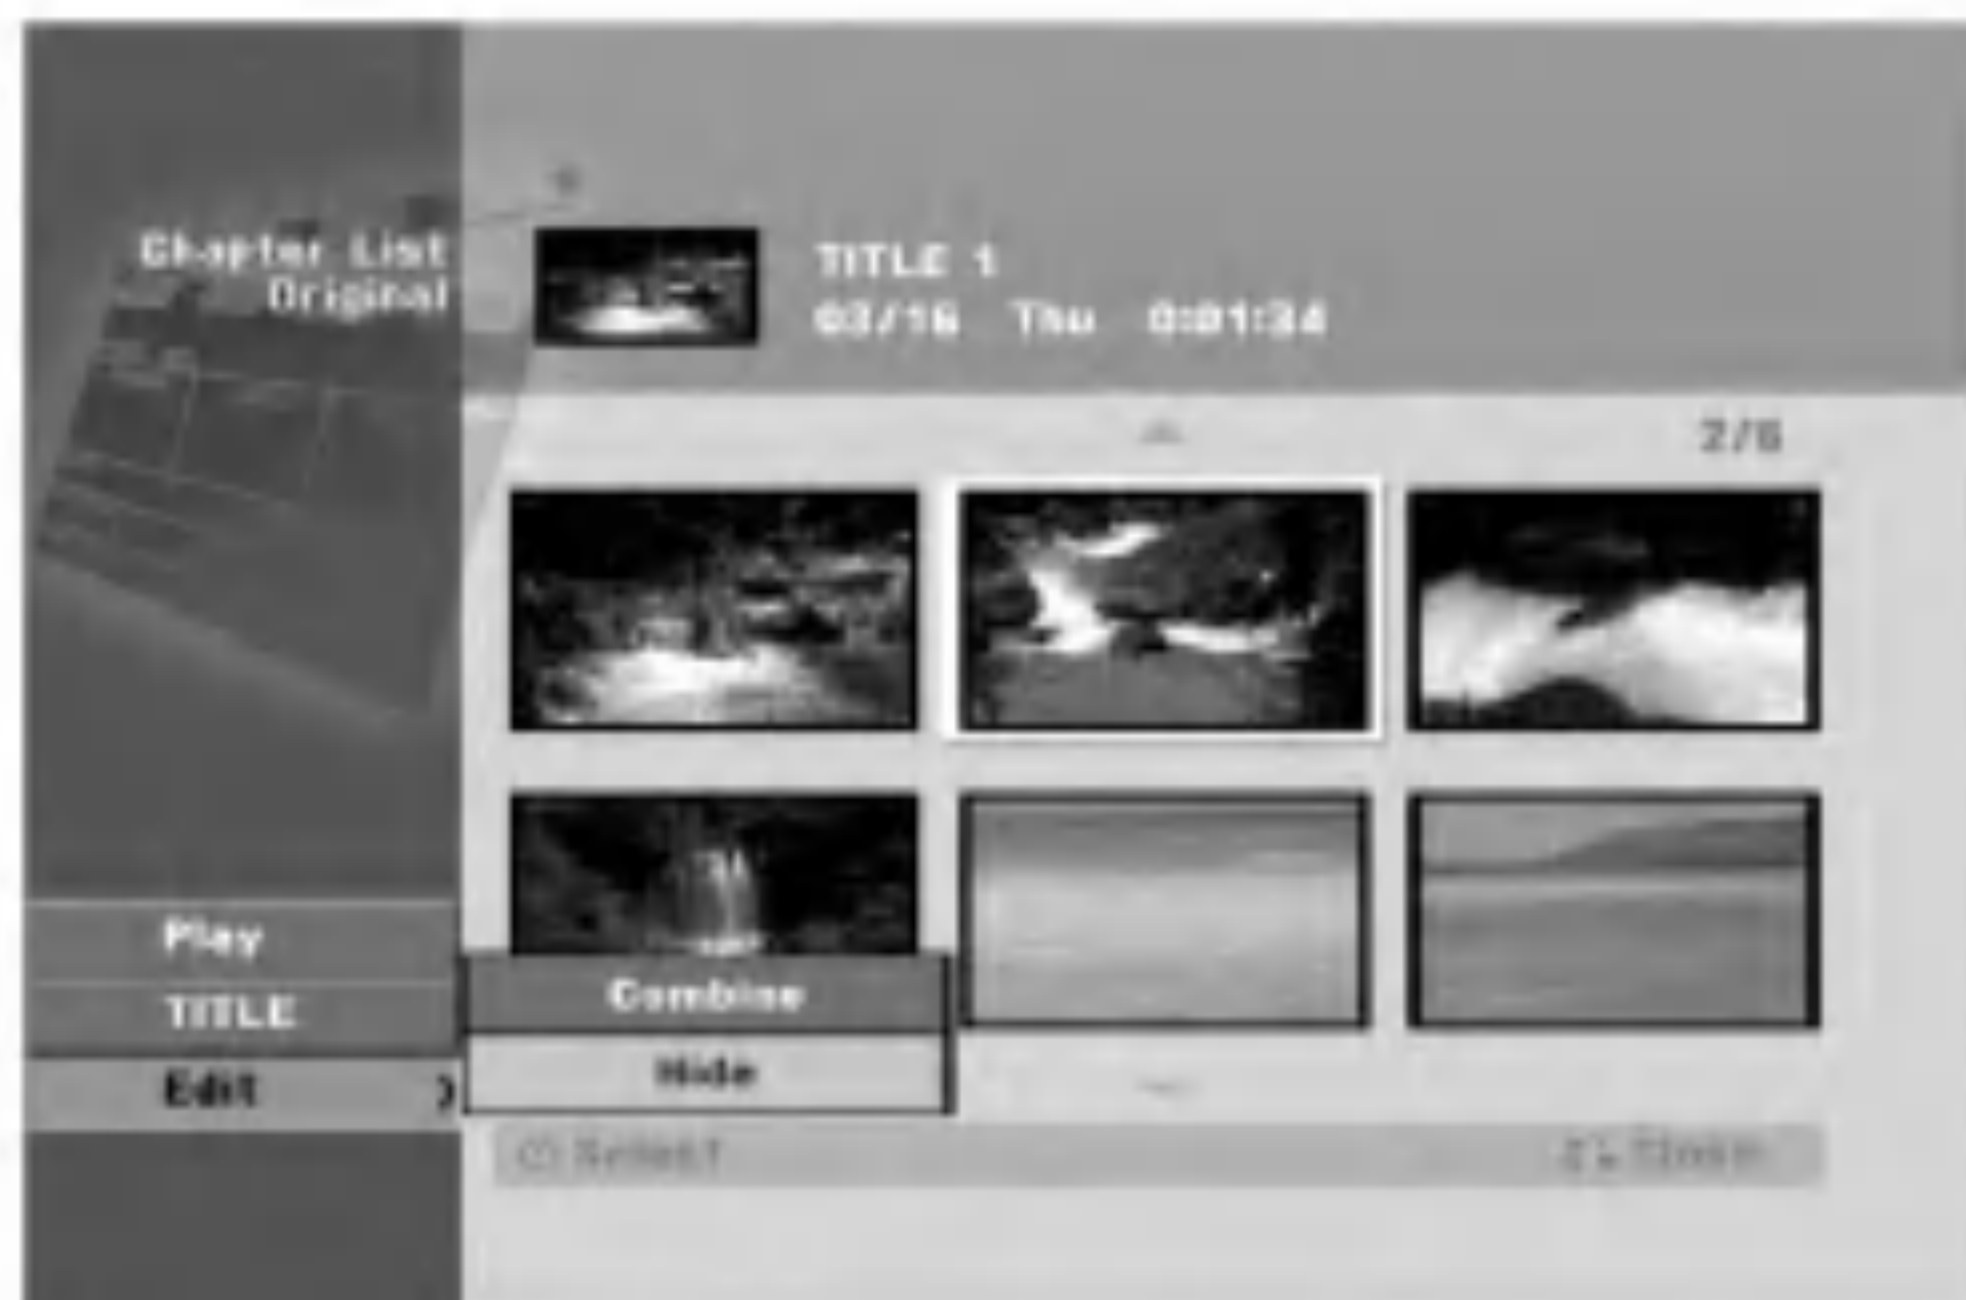 Chapter List
Original
TITLE 1
03/16 Thu 0:01:34
2/6
Play
TITLE
Edit
Combine
Hide
Select
Close